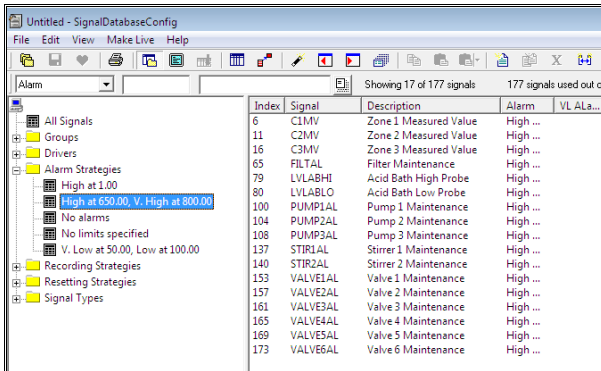 Untitled - SignalDatabaseConfig
File Edit View Make Live Help
Alarm Showing 17 of 177 signals 177 signals used out o
All Signals
Groups
Drivers
Alarm Strategies
High at 1.00
High at 650.00, V. High at 800.00
No alarms
No limits specified
V. Low at 50.00, Low at 100.00
Recording Strategies
Resetting Strategies
Signal Types
Index Signal Description Alarm VL ALa...
6 C1MV Zone 1 Measured Value High ...
11 C2MV Zone 2 Measured Value High ...
16 C3MV Zone 3 Measured Value High ...
65 FILTAL Filter Maintenance High ...
79 LVLABHI Acid Bath High Probe High ...
80 LVLABLO Acid Bath Low Probe High ...
100 PUMP1AL Pump 1 Maintenance High ...
104 PUMP2AL Pump 2 Maintenance High ...
108 PUMP3AL Pump 3 Maintenance High ...
137 STIR1AL Stirrer 1 Maintenance High ...
140 STIR2AL Stirrer 2 Maintenance High ...
153 VALVE1AL Valve 1 Maintenance High ...
157 VALVE2AL Valve 2 Maintenance High ...
161 VALVE3AL Valve 3 Maintenance High ...
165 VALVE4AL Valve 4 Maintenance High ...
169 VALVE5AL Valve 5 Maintenance High ...
173 VALVE6AL Valve 6 Maintenance High ...